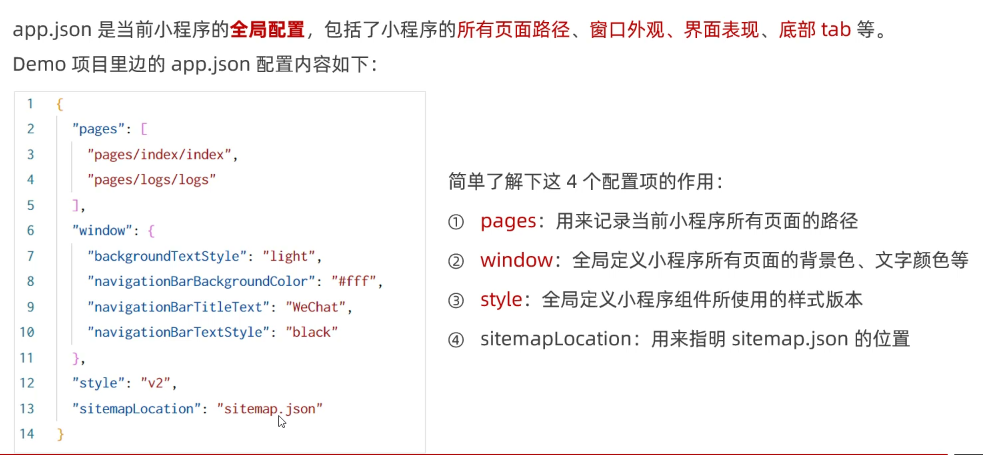 app.json 是当前小程序的全局配置，包括了小程序的所有页面路径、窗口外观、界面表现、底部 tab 等。
Demo 项目里边的 app.json 配置内容如下：
1 {
2 "pages": [
3 "pages/index/index",
4 "pages/logs/logs"
5 ],
6 "window": {
7 "backgroundTextStyle": "light",
8 "navigationBarBackgroundColor": "#fff",
9 "navigationBarTitleText": "WeChat",
10 "navigationBarTextStyle": "black"
11 },
12 "style": "v2",
13 "sitemapLocation": "sitemap.json"
14 }
简单了解下这 4 个配置项的作用：
① pages：用来记录当前小程序所有页面的路径
② window：全局定义小程序所有页面的背景色、文字颜色等
③ style：全局定义小程序组件所使用的样式版本
④ sitemapLocation：用来指明 sitemap.json 的位置